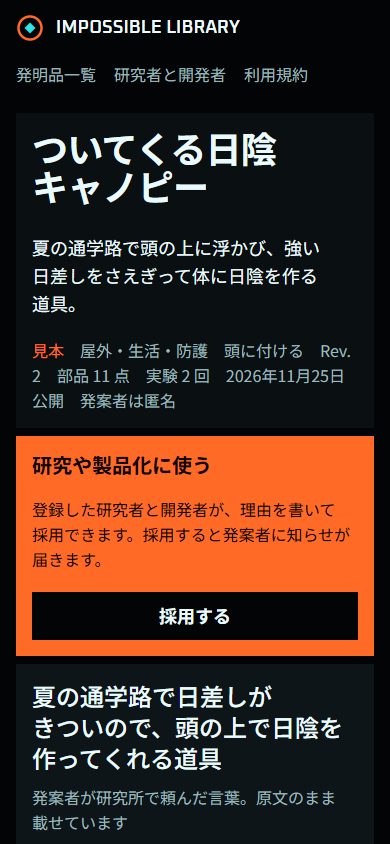 IMPOSSIBLE LIBRARY
発明品一覧 研究者と開発者 利用規約
ついてくる日陰
キャノピー
夏の通学路で頭の上に浮かび、強い
日差しをさえぎって体に日陰を作る
道具。
見本 屋外・生活・防護 頭に付ける Rev.
2 部品 11 点 実験 2 回 2026年11月25日
公開 発案者は匿名
研究や製品化に使う
登録した研究者と開発者が、理由を書いて
採用できます。採用すると発案者に知らせが
届きます。
採用する
夏の通学路で日差しが
きついので、頭の上で日陰を
作ってくれる道具
発案者が研究所で頼んだ言葉。原文のまま
載せています